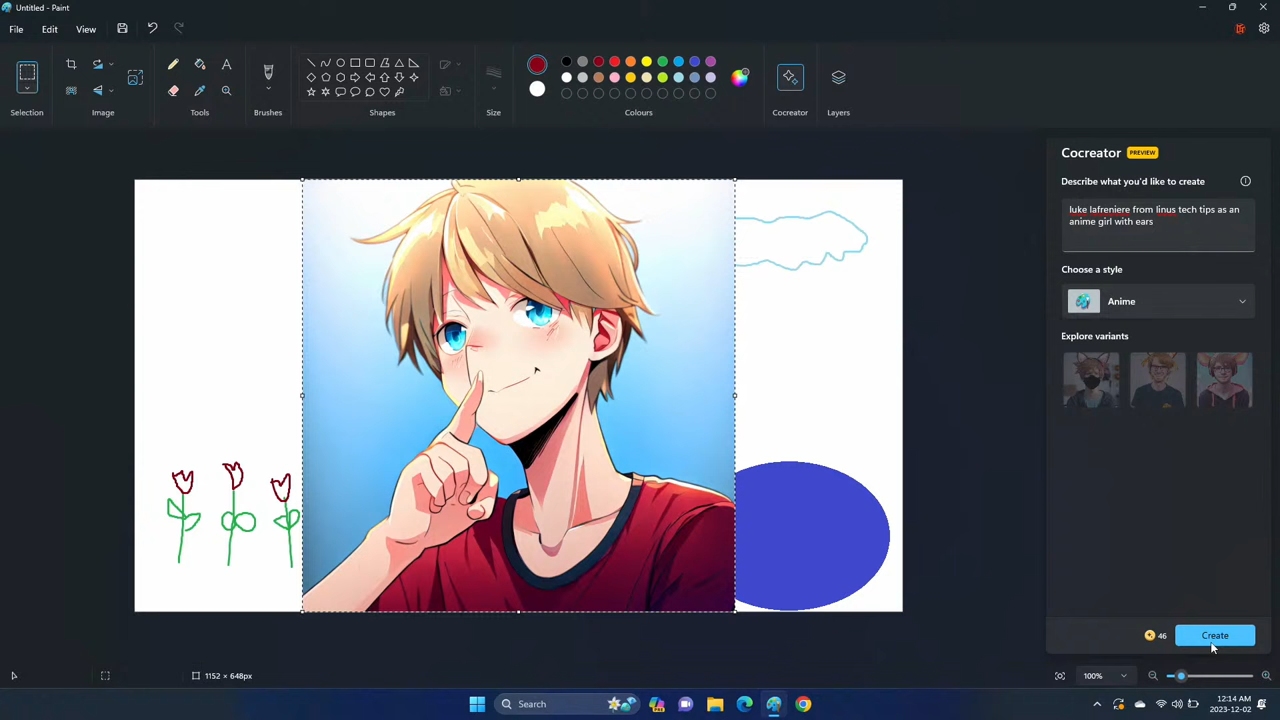 Untitled - Paint
File Edit View
Selection Image Tools Brushes Shapes Size Colours Cocreator Layers
Cocreator PREVIEW
Describe what you'd like to create
luke lafreniere from linus tech tips as an
anime girl with ears
Choose a style
Anime
Explore variants
46 Create
1152 × 648px 100%
Search
12:14 AM
2023-12-02